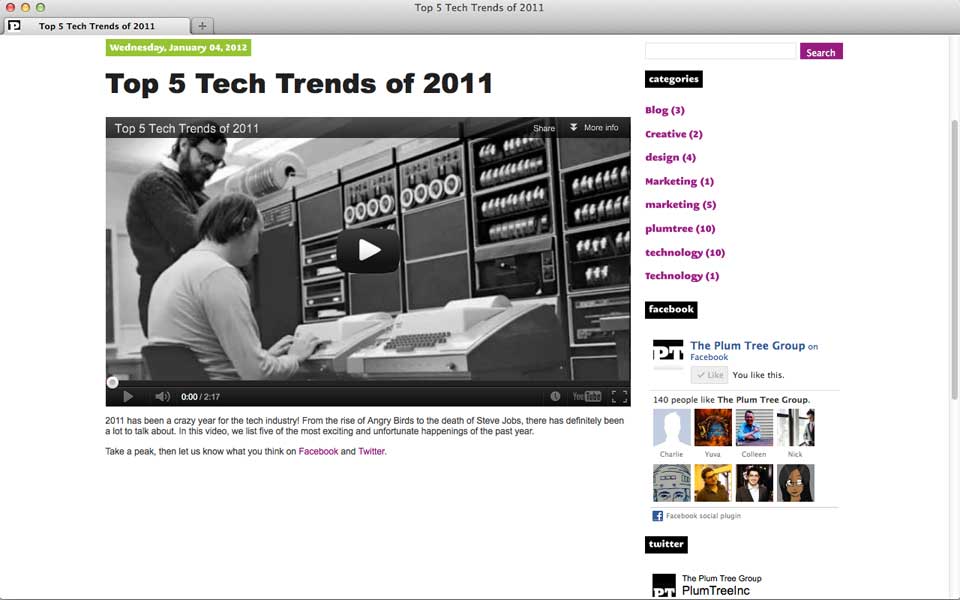 Top 5 Tech Trends of 2011
Top 5 Tech Trends of 2011
Wednesday, January 04, 2012
Top 5 Tech Trends of 2011
Top 5 Tech Trends of 2011
Share
More info
0:00 / 2:17
YouTube
2011 has been a crazy year for the tech industry! From the rise of Angry Birds to the death of Steve Jobs, there has definitely been
a lot to talk about. In this video, we list five of the most exciting and unfortunate happenings of the past year.
Take a peak, then let us know what you think on Facebook and Twitter.
Search
categories
Blog (3)
Creative (2)
design (4)
Marketing (1)
marketing (5)
plumtree (10)
technology (10)
Technology (1)
facebook
PT
The Plum Tree Group on
Facebook
Like
You like this.
140 people like The Plum Tree Group.
Charlie
Yuva
Colleen
Nick
Facebook social plugin
twitter
PT
The Plum Tree Group
PlumTreeInc